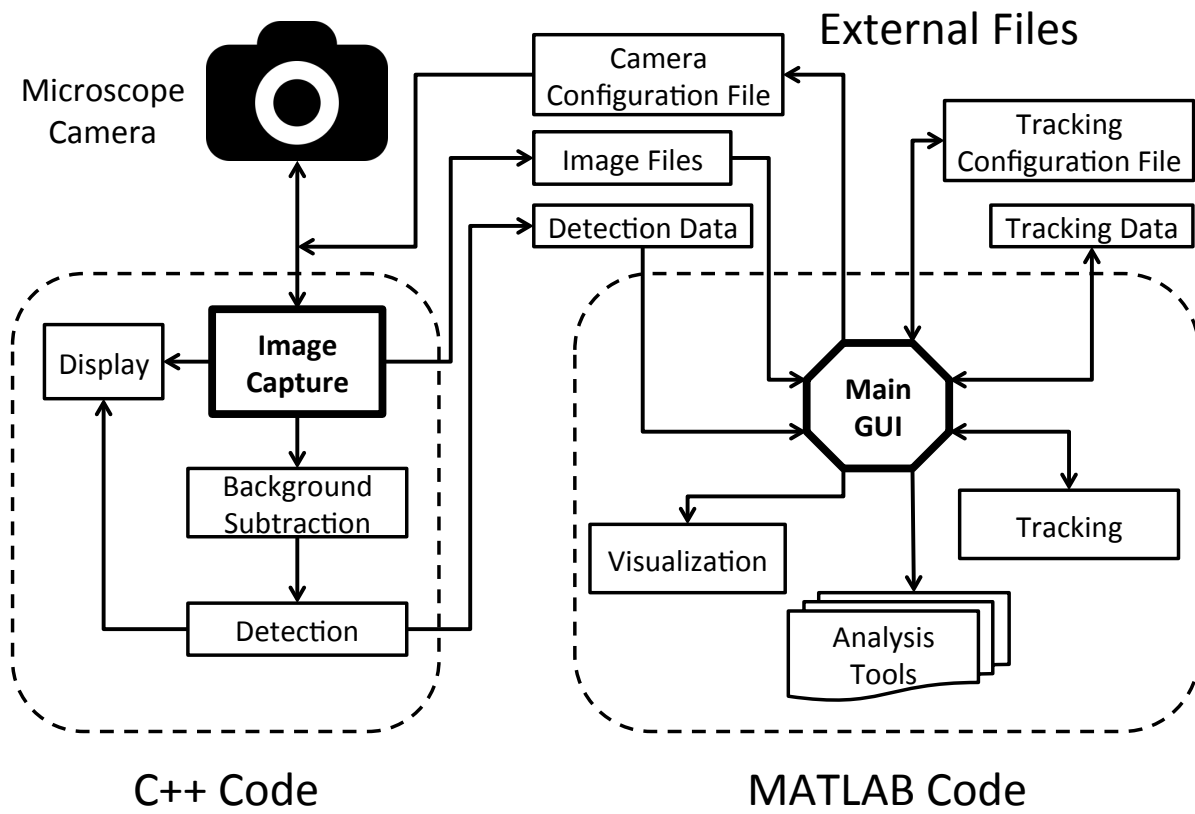 External Files
Microscope
Camera
Camera
Configuration File
Image Files
Detection Data
Tracking
Configuration File
Tracking Data
Display
Image
Capture
Background
Subtraction
Detection
Main
GUI
Visualization
Tracking
Analysis
Tools
C++ Code
MATLAB Code